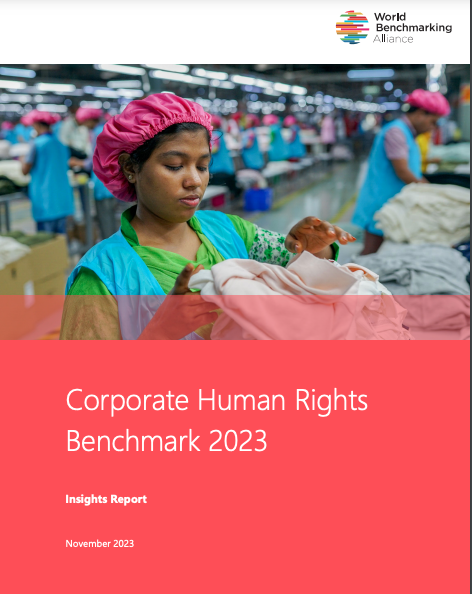 World
Benchmarking
Alliance
Corporate Human Rights
Benchmark 2023
Insights Report
November 2023